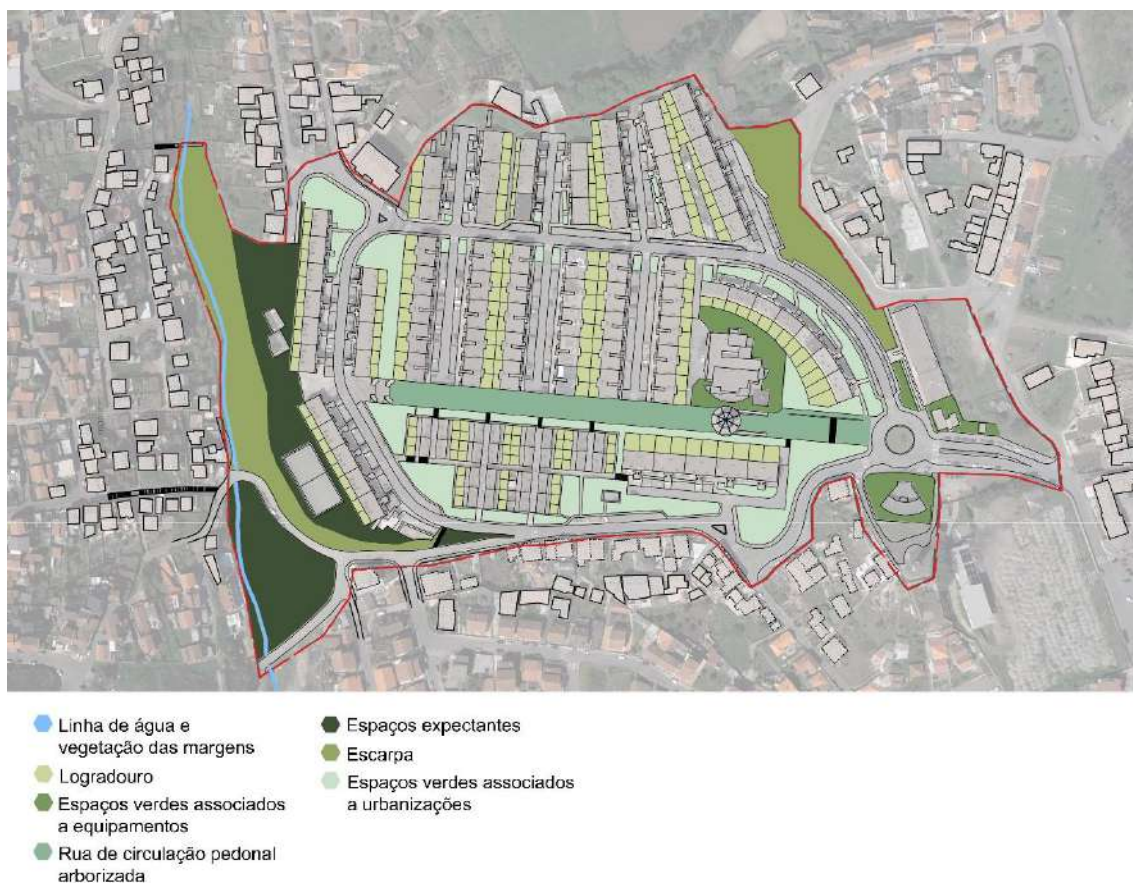 Linha de água e
vegetação das margens
Logradouro
Espaços verdes associados
a equipamentos
Rua de circulação pedonal
arborizada
Espaços expectantes
Escarpa
Espaços verdes associados
a urbanizações